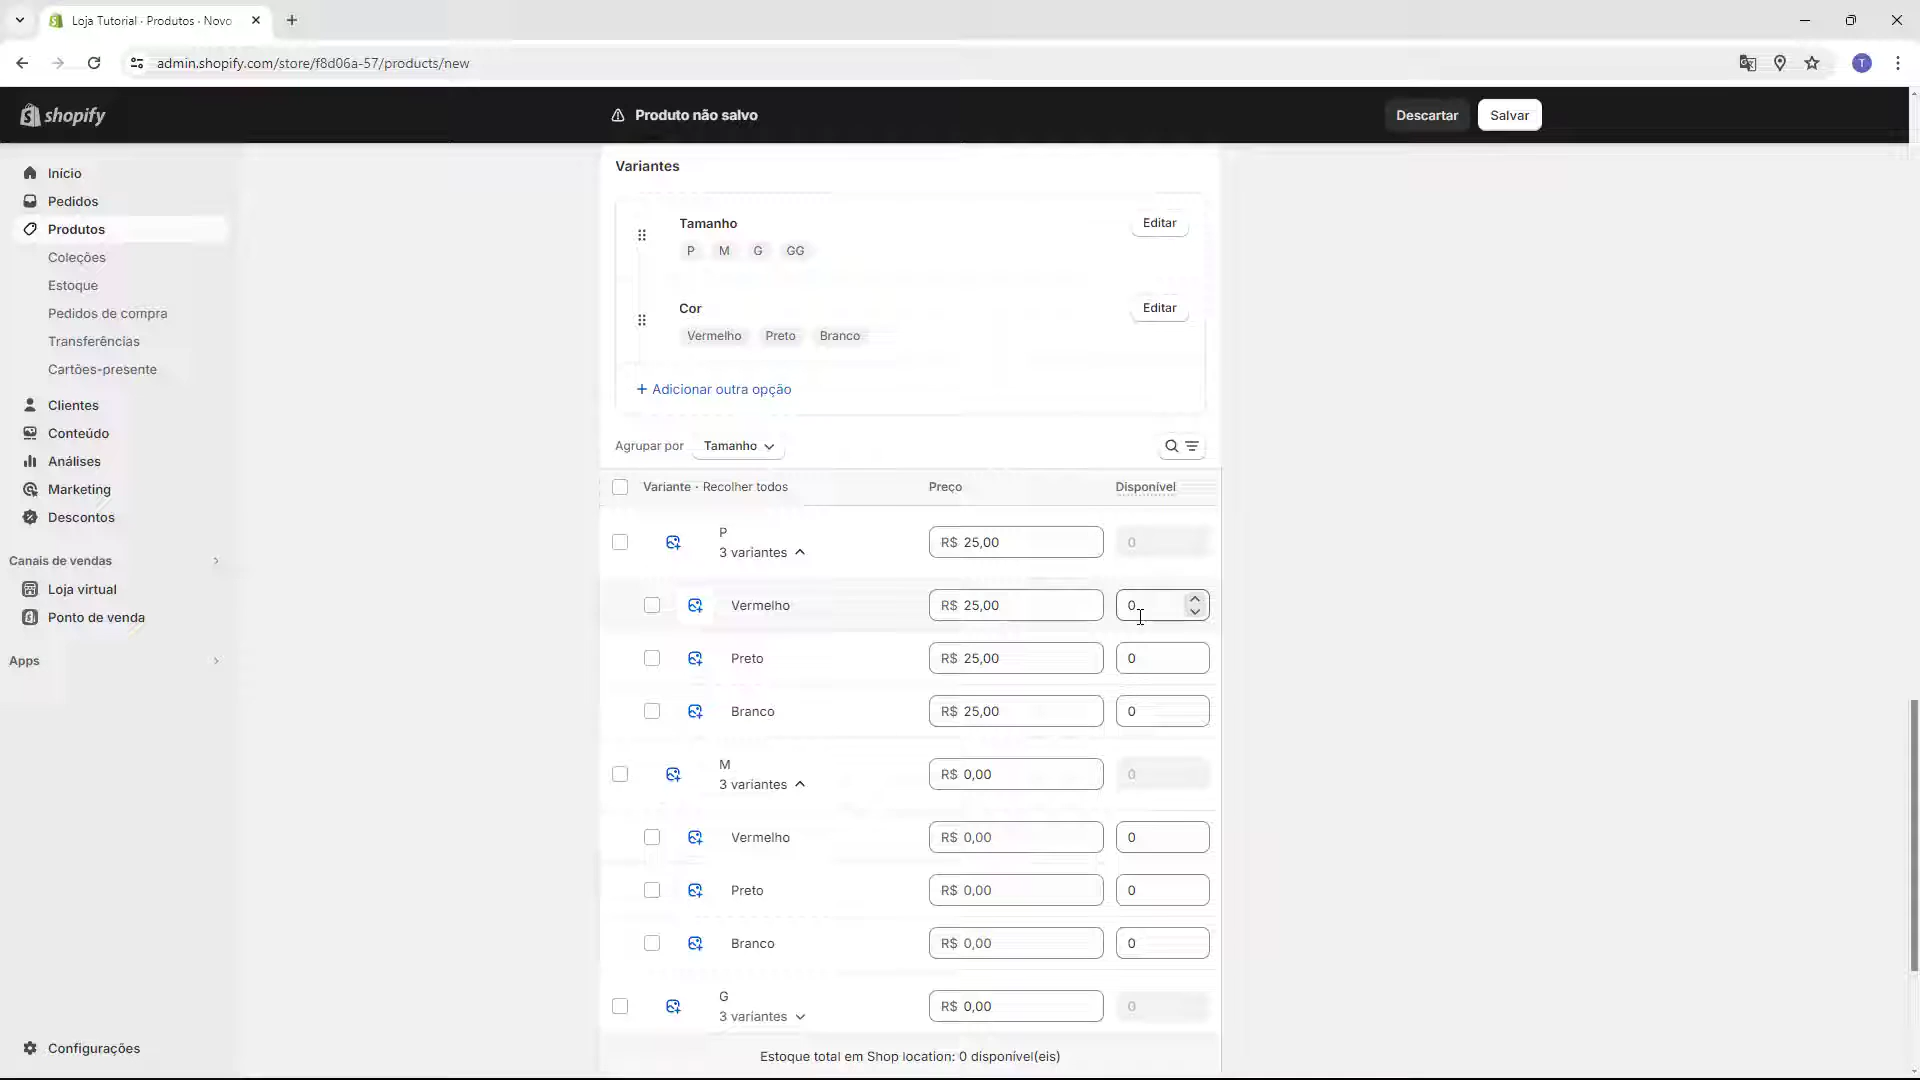 Loja Tutorial · Produtos · Novo
admin.shopify.com/store/f8d06a-57/products/new
T
shopify
Produto não salvo
Descartar
Salvar
Início
Pedidos
Produtos
Coleções
Estoque
Pedidos de compra
Transferências
Cartões-presente
Clientes
Conteúdo
Análises
Marketing
Descontos
Canais de vendas
Loja virtual
Ponto de venda
Apps
Configurações
Variantes
Tamanho
Editar
P M G GG
Cor
Editar
Vermelho Preto Branco
+ Adicionar outra opção
Agrupar por Tamanho
Variante · Recolher todos Preço Disponível
P
3 variantes R$ 25,00 0
Vermelho R$ 25,00 0
Preto R$ 25,00 0
Branco R$ 25,00 0
M
3 variantes R$ 0,00 0
Vermelho R$ 0,00 0
Preto R$ 0,00 0
Branco R$ 0,00 0
G
3 variantes R$ 0,00 0
Estoque total em Shop location: 0 disponível(eis)